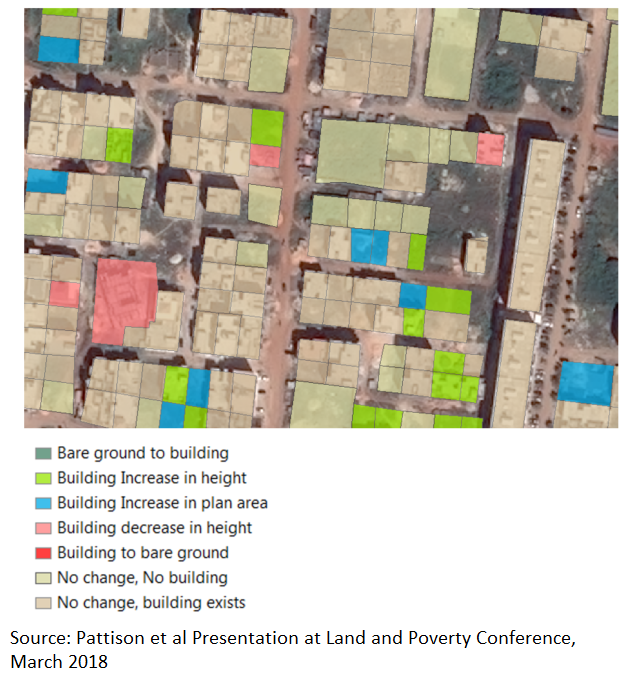 Bare ground to building
Building Increase in height
Building Increase in plan area
Building decrease in height
Building to bare ground
No change, No building
No change, building exists
Source: Pattison et al Presentation at Land and Poverty Conference,
March 2018